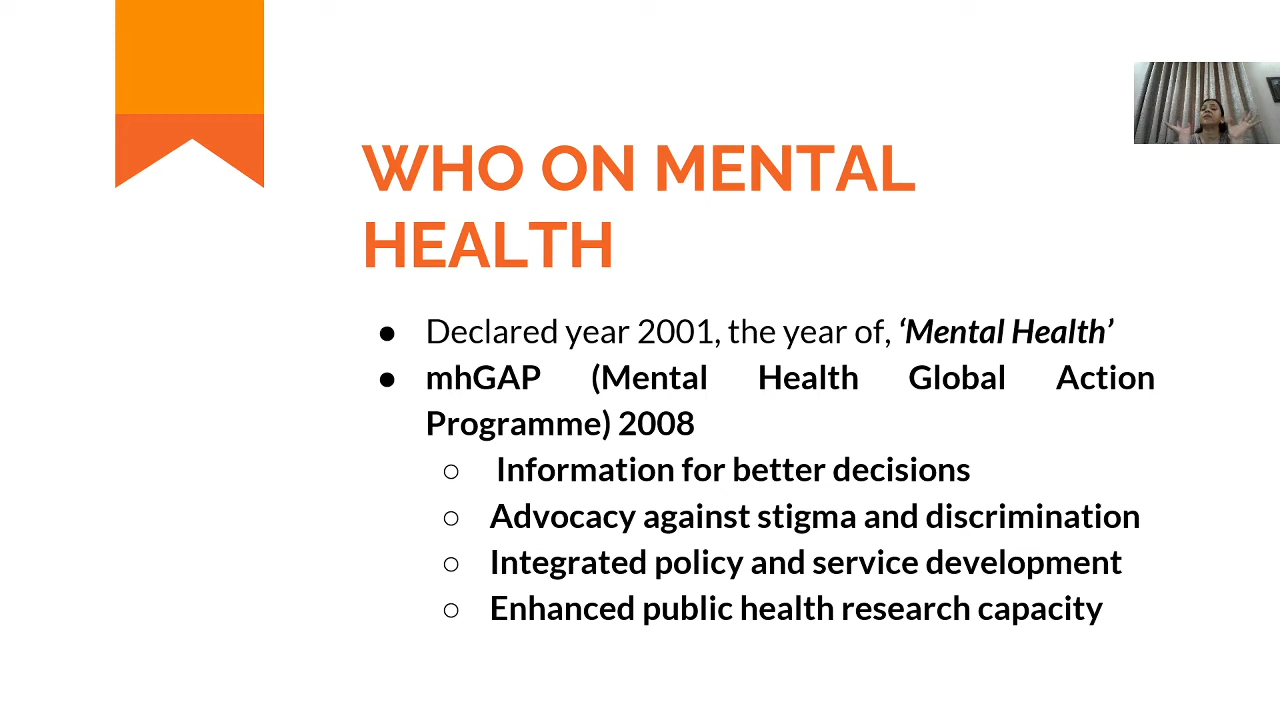 WHO ON MENTAL
HEALTH
● Declared year 2001, the year of, ‘Mental Health’
● mhGAP (Mental Health Global Action
Programme) 2008
○ Information for better decisions
○ Advocacy against stigma and discrimination
○ Integrated policy and service development
○ Enhanced public health research capacity